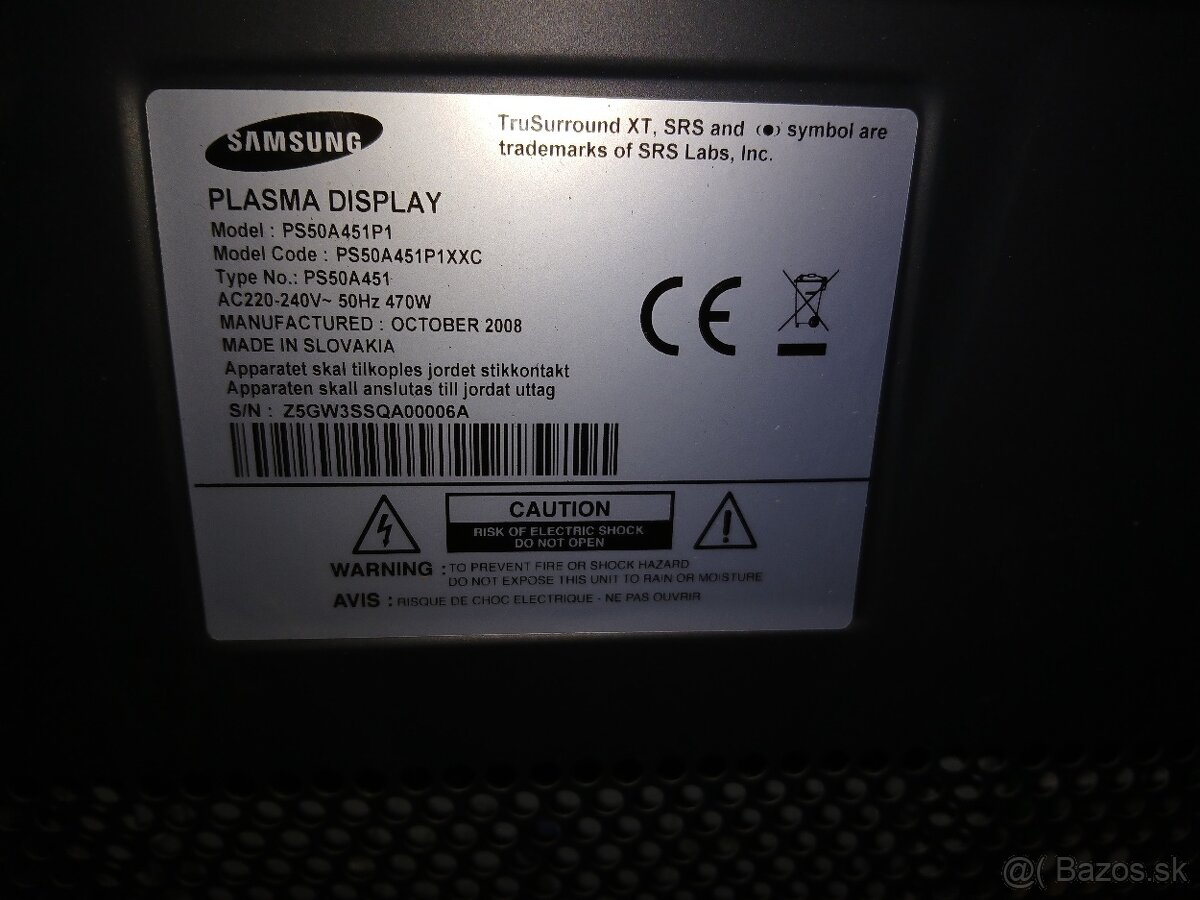 SAMSUNG
TruSurround XT, SRS and (●) symbol are
trademarks of SRS Labs, Inc.
PLASMA DISPLAY
Model : PS50A451P1
Model Code : PS50A451P1XXC
Type No.: PS50A451
AC220-240V~ 50Hz 470W
MANUFACTURED : OCTOBER 2008
MADE IN SLOVAKIA
Apparatet skal tilkoples jordet stikkontakt
Apparaten skall anslutas till jordat uttag
S/N : Z5GW3SSQA00006A
CE
CAUTION
RISK OF ELECTRIC SHOCK
DO NOT OPEN
WARNING : TO PREVENT FIRE OR SHOCK HAZARD
DO NOT EXPOSE THIS UNIT TO RAIN OR MOISTURE
AVIS : RISQUE DE CHOC ELECTRIQUE - NE PAS OUVRIR
@( Bazos.sk